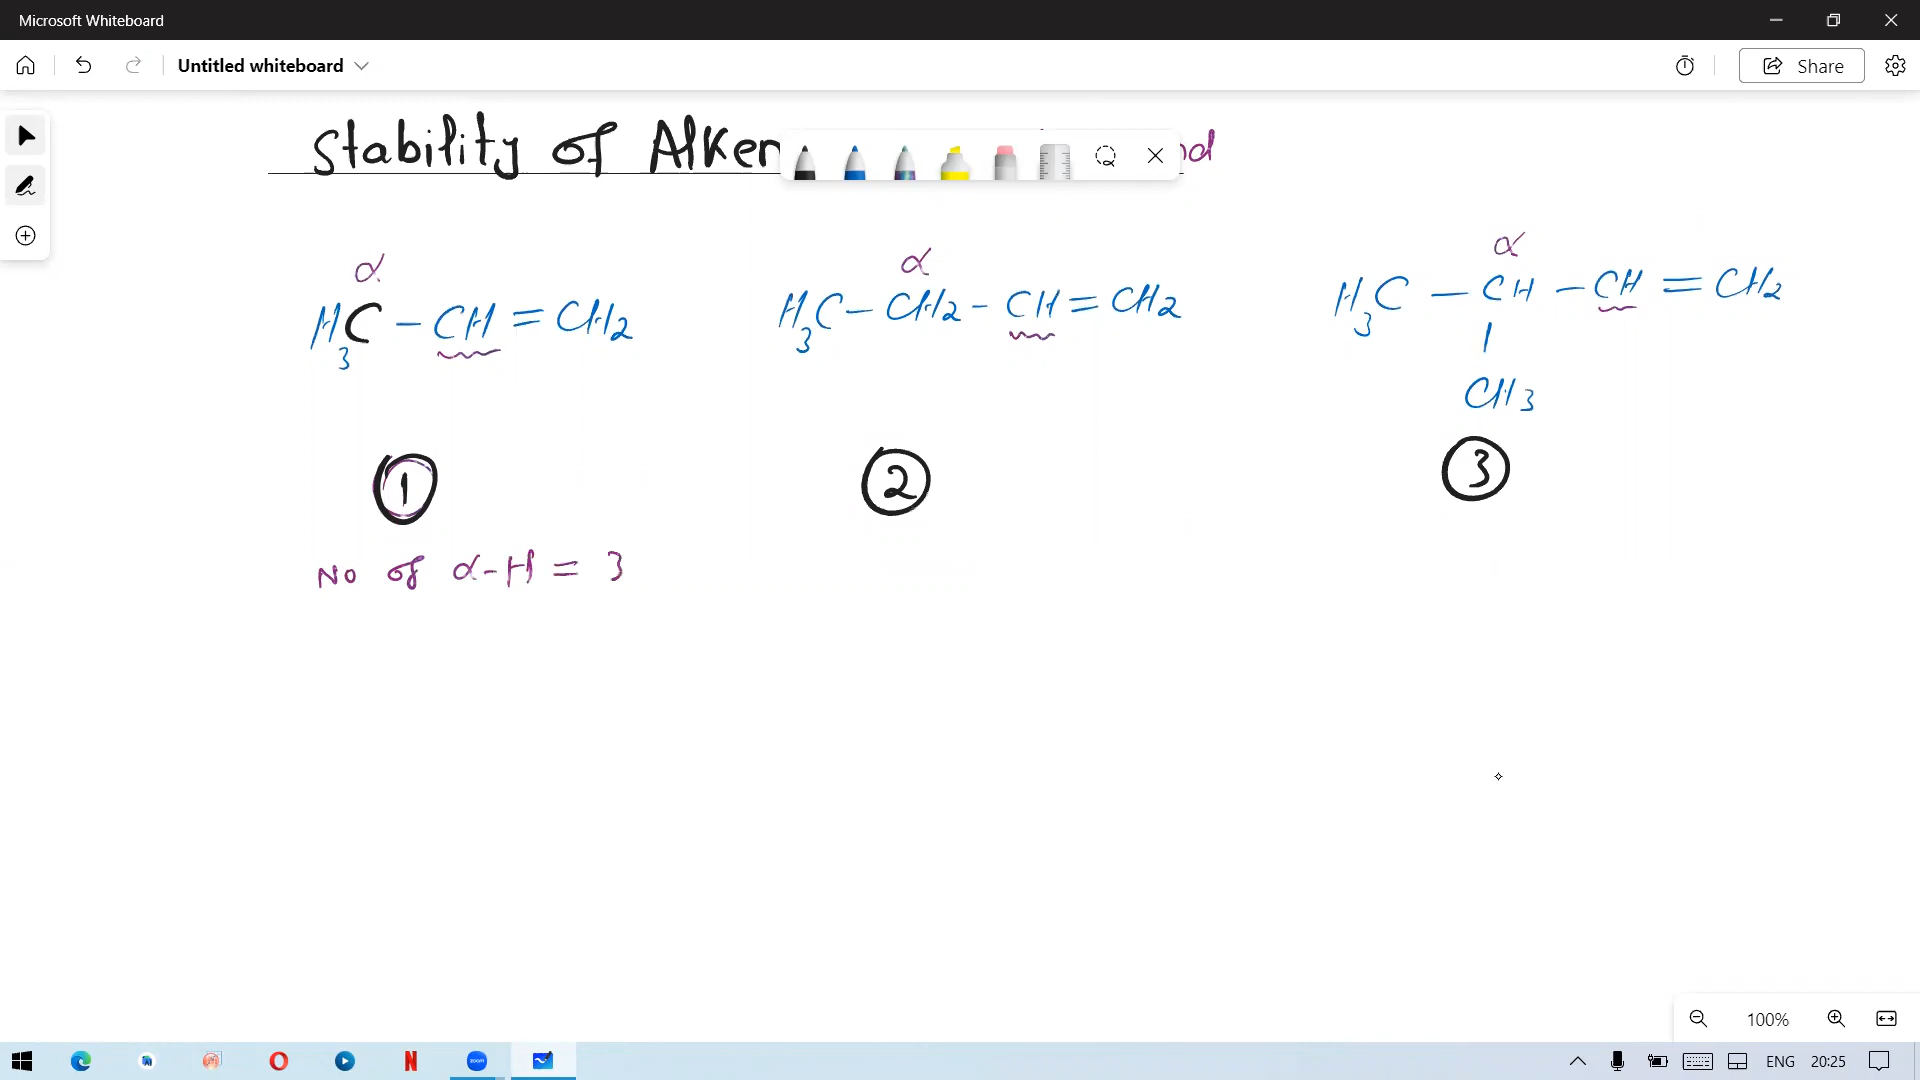 Microsoft Whiteboard
Untitled whiteboard
Share
Stability of Alken
α
α
α
H3C - CH = CH2
H3C - CH2 - CH = CH2
H3C - CH - CH = CH2
CH3
1
2
3
No of α-H = 3
100%
zoom
ENG
20:25